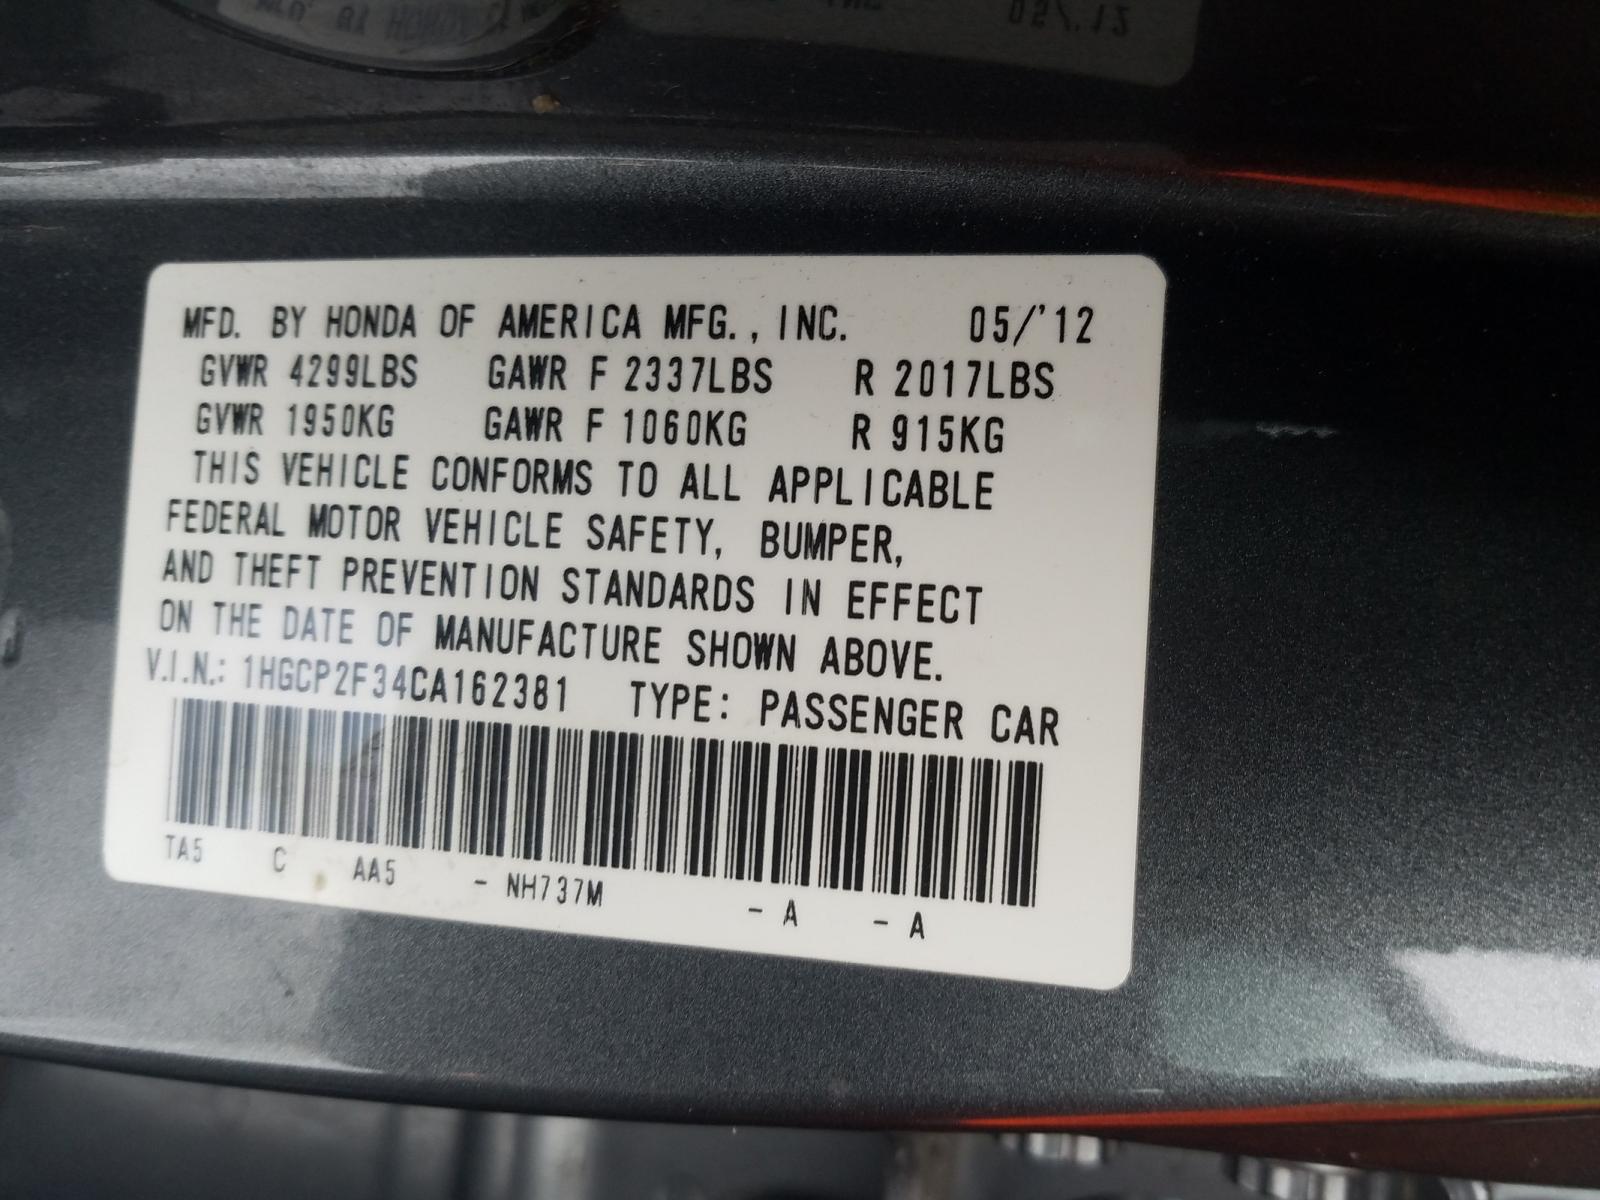 MFD. BY HONDA OF AMERICA MFG., INC. 05/'12
GVWR 4299LBS GAWR F 2337LBS R 2017LBS
GVWR 1950KG GAWR F 1060KG R 915KG
THIS VEHICLE CONFORMS TO ALL APPLICABLE
FEDERAL MOTOR VEHICLE SAFETY, BUMPER,
AND THEFT PREVENTION STANDARDS IN EFFECT
ON THE DATE OF MANUFACTURE SHOWN ABOVE.
V.I.N.: 1HGCP2F34CA162381 TYPE: PASSENGER CAR
TA5 C AA5 - NH737M - A - A